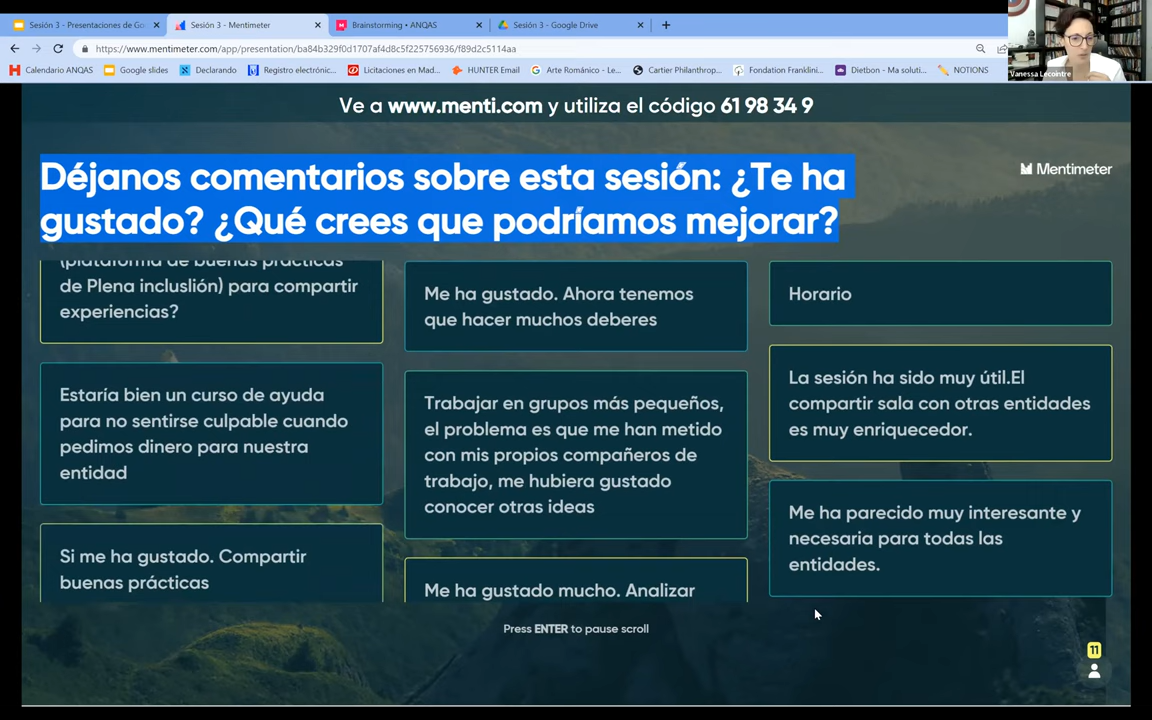 Sesión 3 - Presentaciones de Go
Sesión 3 - Mentimeter
Brainstorming • ANQAS
Sesión 3 - Google Drive
https://www.mentimeter.com/app/presentation/ba84b329f0d1707af4d8c5f225756936/f89d2c5114aa
Calendario ANQAS
Google slides
Declarando
Registro electrónic...
Licitaciones en Mad...
HUNTER Email
Arte Románico - Le...
Cartier Philanthrop...
Fondation Franklini...
Dietbon - Ma soluti...
NOTIONS
Vanessa Lecointre
Ve a www.menti.com y utiliza el código 61 98 34 9
Déjanos comentarios sobre esta sesión: ¿Te ha
gustado? ¿Qué crees que podríamos mejorar?
Mentimeter
(plataforma de buenas prácticas
de Plena incluslión) para compartir
experiencias?
Estaría bien un curso de ayuda
para no sentirse culpable cuando
pedimos dinero para nuestra
entidad
Si me ha gustado. Compartir
buenas prácticas
Me ha gustado. Ahora tenemos
que hacer muchos deberes
Trabajar en grupos más pequeños,
el problema es que me han metido
con mis propios compañeros de
trabajo, me hubiera gustado
conocer otras ideas
Me ha gustado mucho. Analizar
Horario
La sesión ha sido muy útil.El
compartir sala con otras entidades
es muy enriquecedor.
Me ha parecido muy interesante y
necesaria para todas las
entidades.
Press ENTER to pause scroll
11